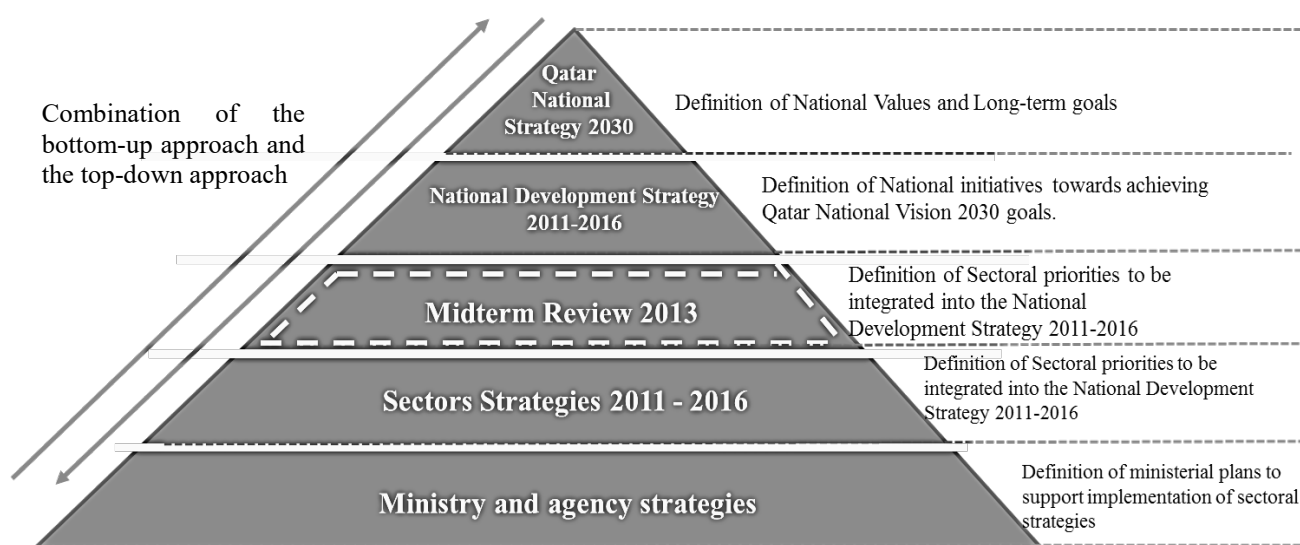 Combination of the
bottom-up approach and
the top-down approach
Qatar
National
Strategy 2030
Definition of National Values and Long-term goals
National Development Strategy
2011-2016
Definition of National initiatives towards achieving
Qatar National Vision 2030 goals.
Midterm Review 2013
Definition of Sectoral priorities to be
integrated into the National
Development Strategy 2011-2016
Sectors Strategies 2011 - 2016
Definition of Sectoral priorities to be
integrated into the National Development
Strategy 2011-2016
Ministry and agency strategies
Definition of ministerial plans to
support implementation of sectoral
strategies